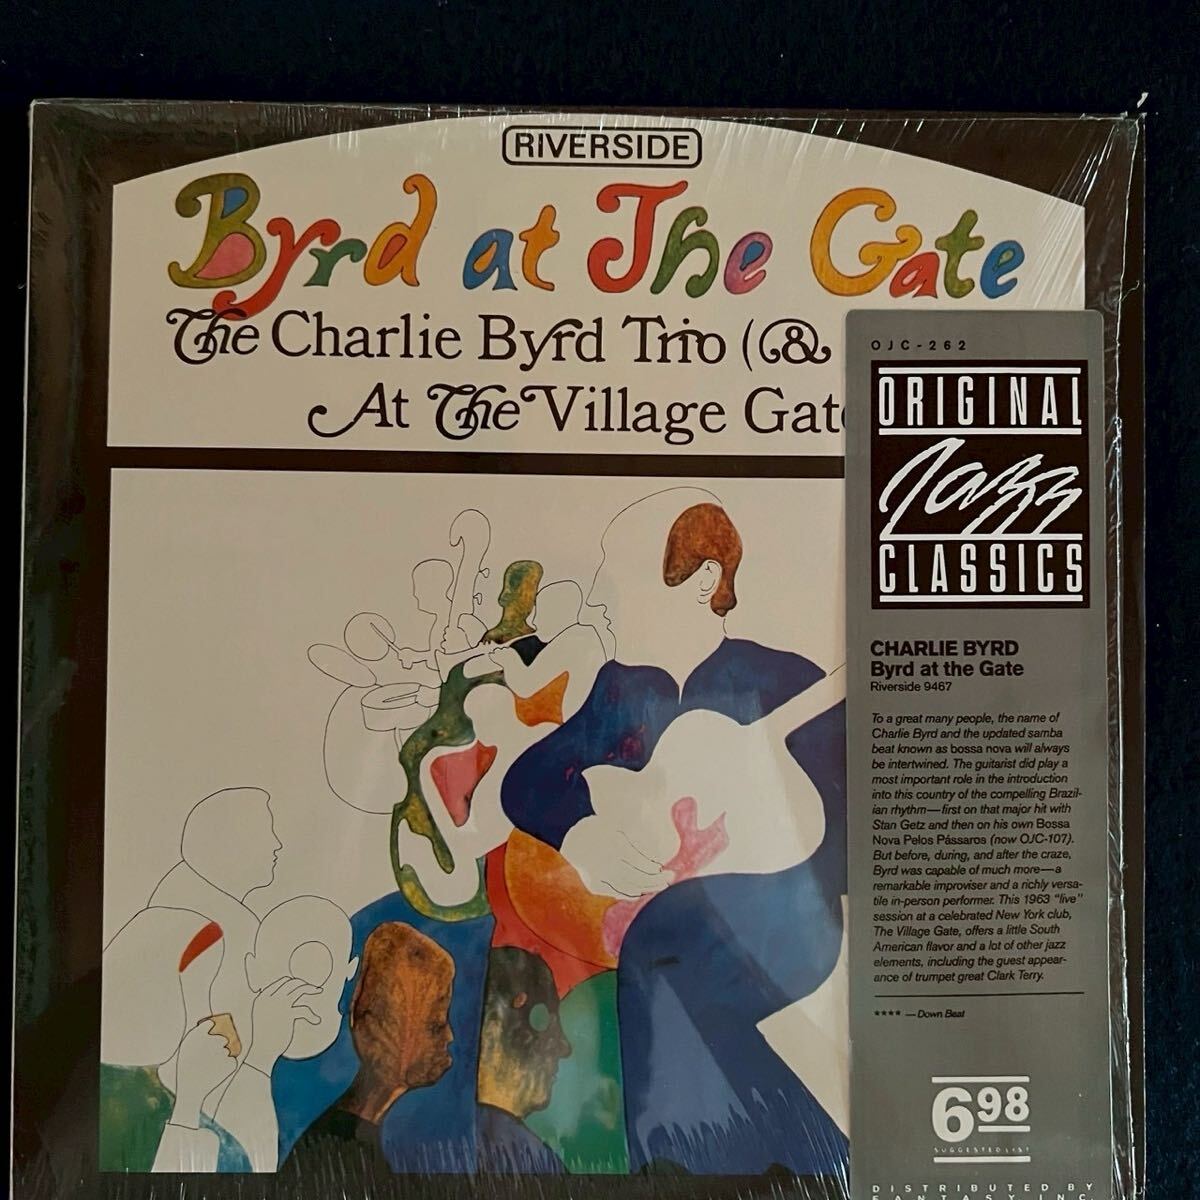 RIVERSIDE
Byrd at The Gate
The Charlie Byrd Trio (&
At The Village Gate
OJC-262
ORIGINAL
Jazz
CLASSICS
CHARLIE BYRD
Byrd at the Gate
Riverside 9467
To a great many people, the name of
Charlie Byrd and the updated samba
beat known as bossa nova will always
be intertwined. The guitarist did play a
most important role in the introduction
into this country of the compelling Brazil-
ian rhythm—first on that major hit with
Stan Getz and then on his own Bossa
Nova Pelos Pássaros (now OJC-107).
But before, during, and after the craze,
Byrd was capable of much more—a
remarkable improviser and a richly versa-
tile in-person performer. This 1963 "live"
session at a celebrated New York club,
The Village Gate, offers a little South
American flavor and a lot of other jazz
elements, including the guest appear-
ance of trumpet great Clark Terry.
**** —Down Beat
6.98
SUGGESTED LIST
DISTRIBUTED BY
FANTASY, INC.